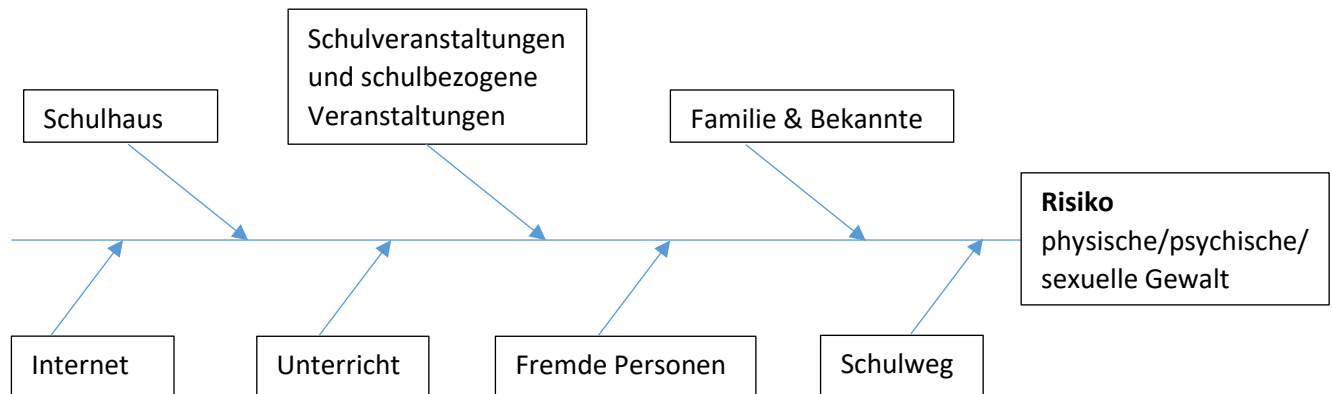 Schulveranstaltungen
und schulbezogene
Veranstaltungen
Schulhaus
Familie & Bekannte
Risiko
physische/psychische/
sexuelle Gewalt
Internet
Unterricht
Fremde Personen
Schulweg